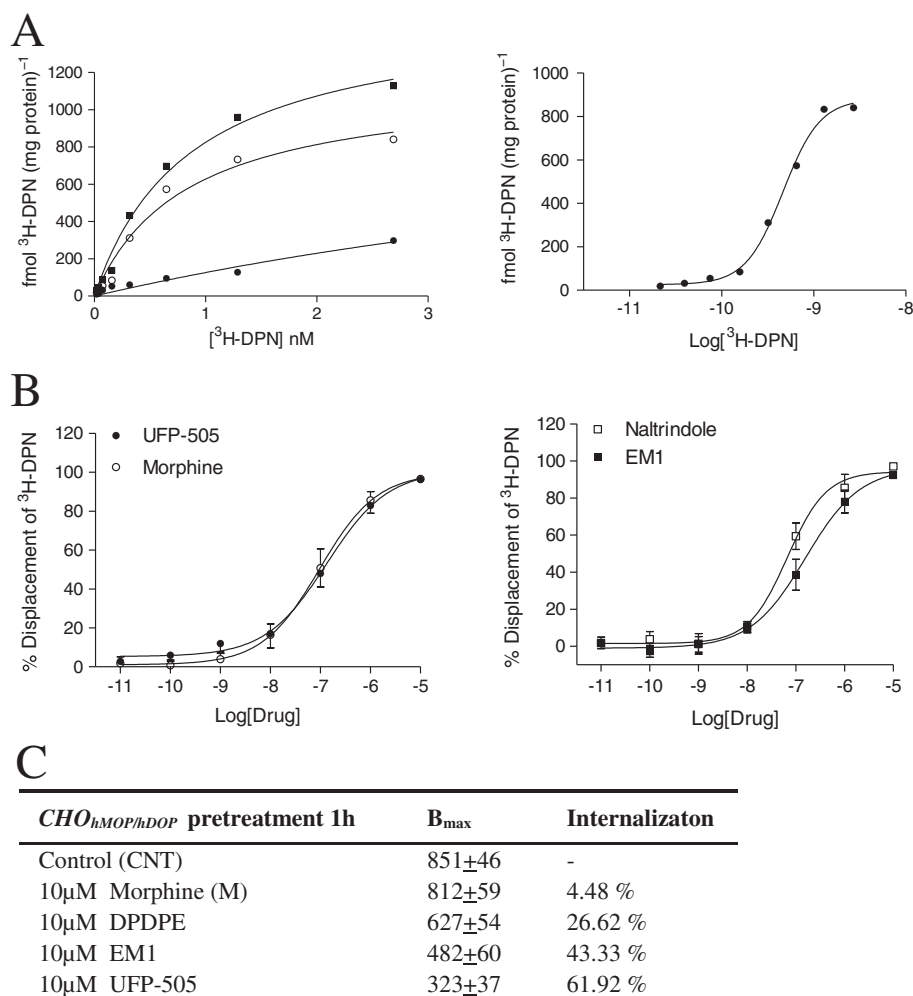 A
fmol ³H-DPN (mg protein)⁻¹
1200
1000
800
600
400
200
0
0 1 2 3
[³H-DPN] nM
fmol ³H-DPN (mg protein)⁻¹
1000
800
600
400
200
0
-11 -10 -9 -8
Log[³H-DPN]
B
% Displacement of ³H-DPN
120
100
80
60
40
20
0
UFP-505
Morphine
-11 -10 -9 -8 -7 -6 -5
Log[Drug]
% Displacement of ³H-DPN
120
100
80
60
40
20
0
Naltrindole
EM1
-11 -10 -9 -8 -7 -6 -5
Log[Drug]
C
CHOhMOP/hDOP pretreatment 1h Bmax Internalizaton
Control (CNT) 851±46 -
10µM Morphine (M) 812±59 4.48 %
10µM DPDPE 627±54 26.62 %
10µM EM1 482±60 43.33 %
10µM UFP-505 323±37 61.92 %